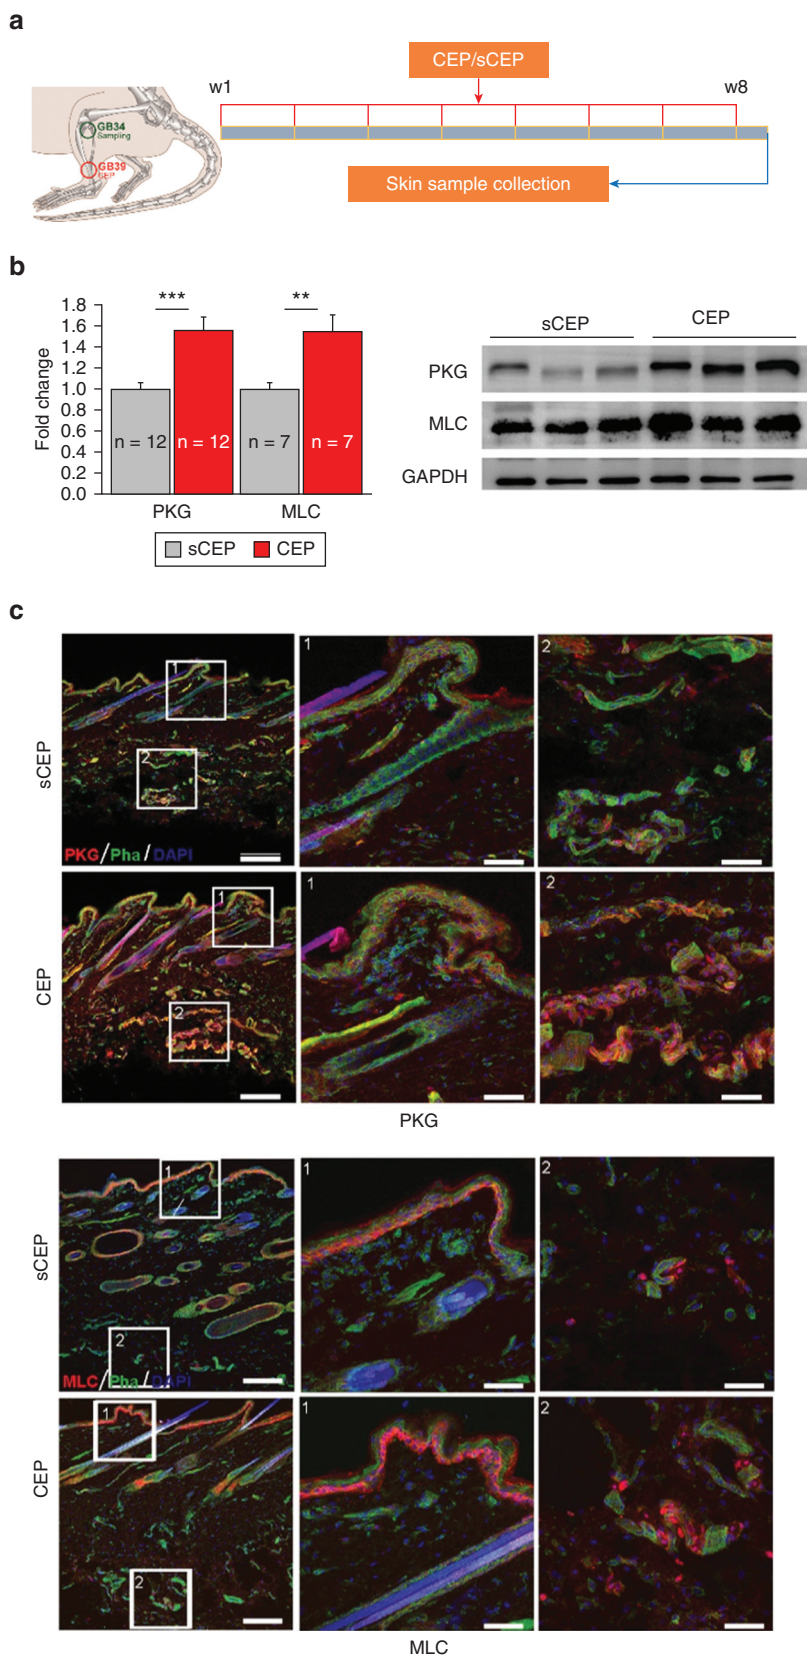 a
CEP/sCEP
w1
w8
GB34
Sampling
GB39
CEP
Skin sample collection
b
Fold change
1.8
1.6
1.4
1.2
1.0
0.8
0.6
0.4
0.2
0.0
***
**
n = 12
n = 12
n = 7
n = 7
PKG
MLC
sCEP
CEP
sCEP
CEP
PKG
MLC
GAPDH
c
sCEP
1
2
PKG/Pha/DAPI
1
2
CEP
1
2
1
2
PKG
sCEP
1
2
MLC/Pha/DAPI
1
2
CEP
1
2
1
2
MLC